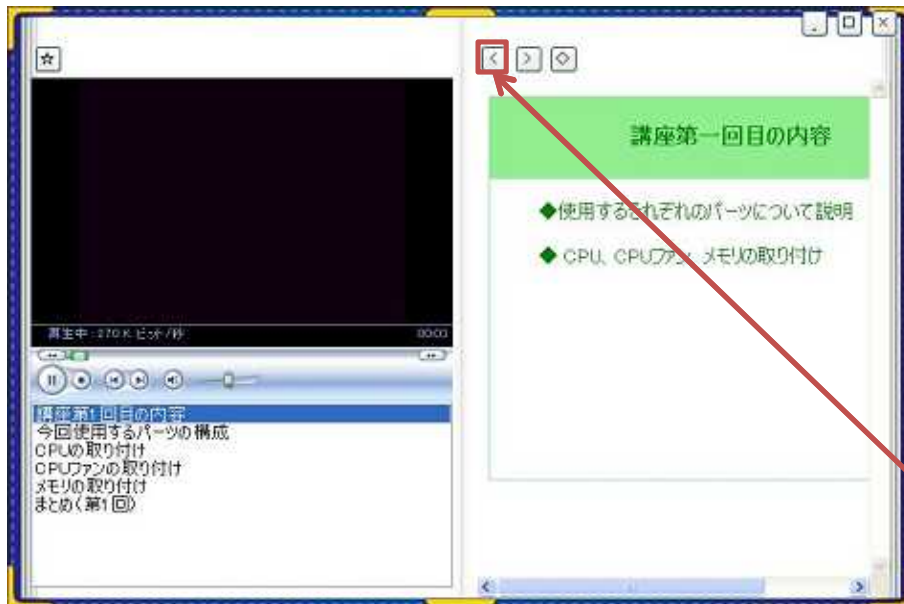 講座第一回目の内容
◆使用するそれぞれのパーツについて説明
◆ CPU、CPUファン、メモリの取り付け
再生中:270 K ビット/秒
00:03
講座第1回目の内容
今回使用するパーツの構成
CPUの取り付け
CPUファンの取り付け
メモリの取り付け
まとめ(第1回)